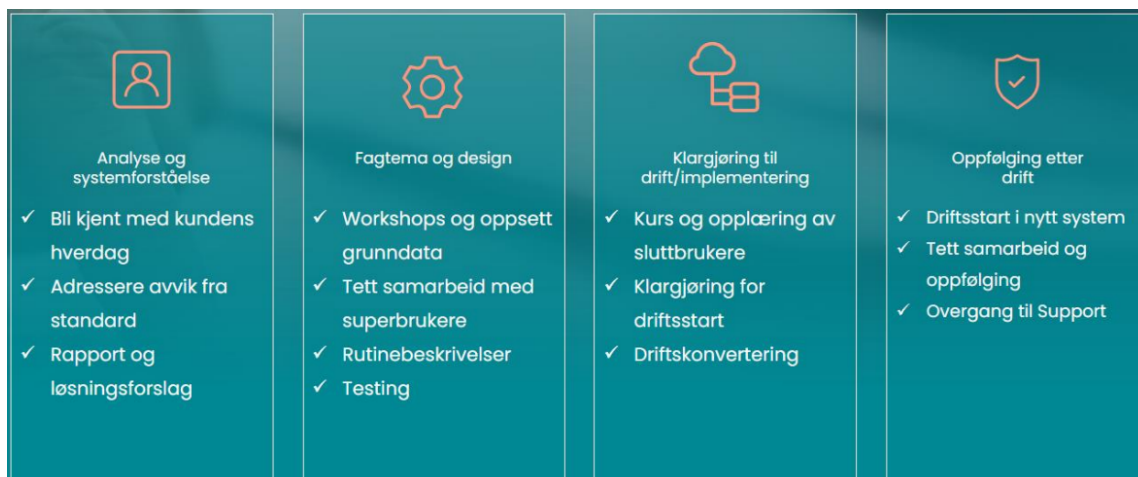 Analyse og
systemforståelse
✓ Bli kjent med kundens
hverdag
✓ Adressere avvik fra
standard
✓ Rapport og
løsningsforslag
Fagtema og design
✓ Workshops og oppsett
grunndata
✓ Tett samarbeid med
superbrukere
✓ Rutinebeskrivelser
✓ Testing
Klargjøring til
drift/implementering
✓ Kurs og opplæring av
sluttbrukere
✓ Klargjøring for
driftsstart
✓ Driftskonvertering
Oppfølging etter
drift
✓ Driftsstart i nytt system
✓ Tett samarbeid og
oppfølging
✓ Overgang til Support